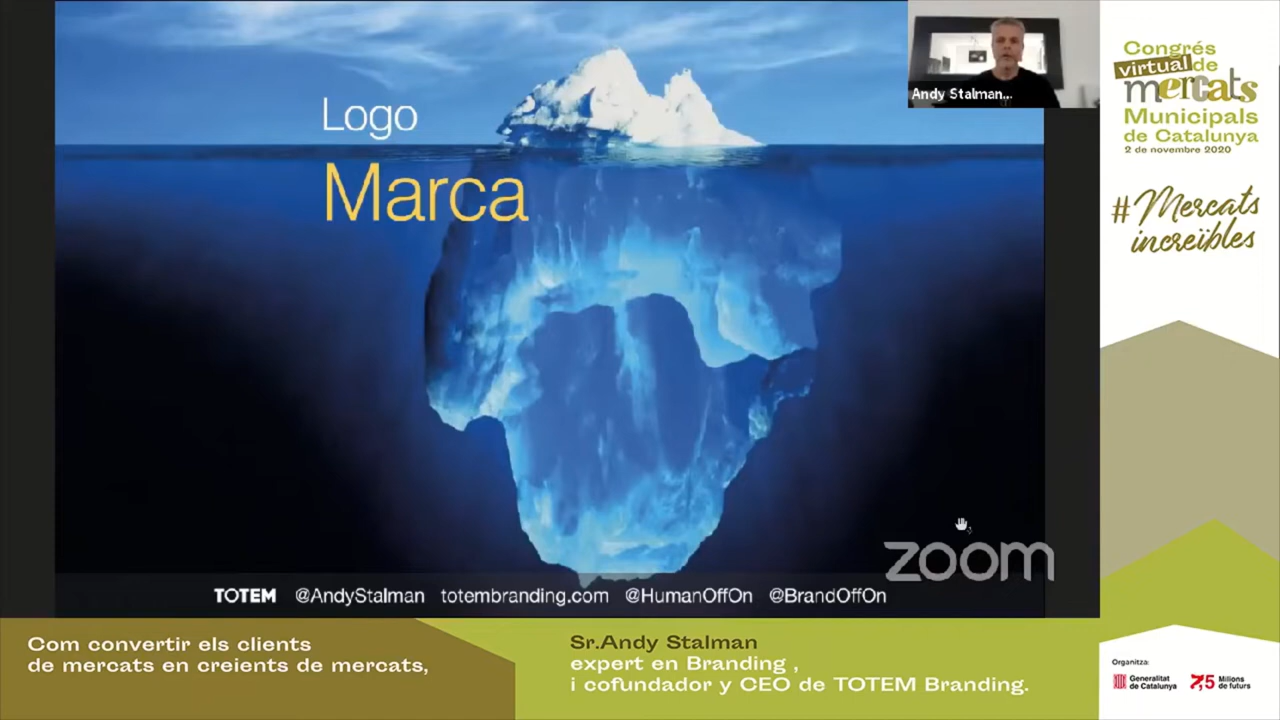 Logo
Marca
Andy Stalman...
zoom
TOTEM @AndyStalman totembranding.com @HumanOffOn @BrandOffOn
Com convertir els clients
de mercats en creients de mercats,
Sr.Andy Stalman
expert en Branding ,
i cofundador y CEO de TOTEM Branding.
Congrés
virtual de
mercats
Municipals
de Catalunya
2 de novembre 2020
#Mercats
increïbles
Organitza:
Generalitat
de Catalunya
7,5 Milions
de futurs